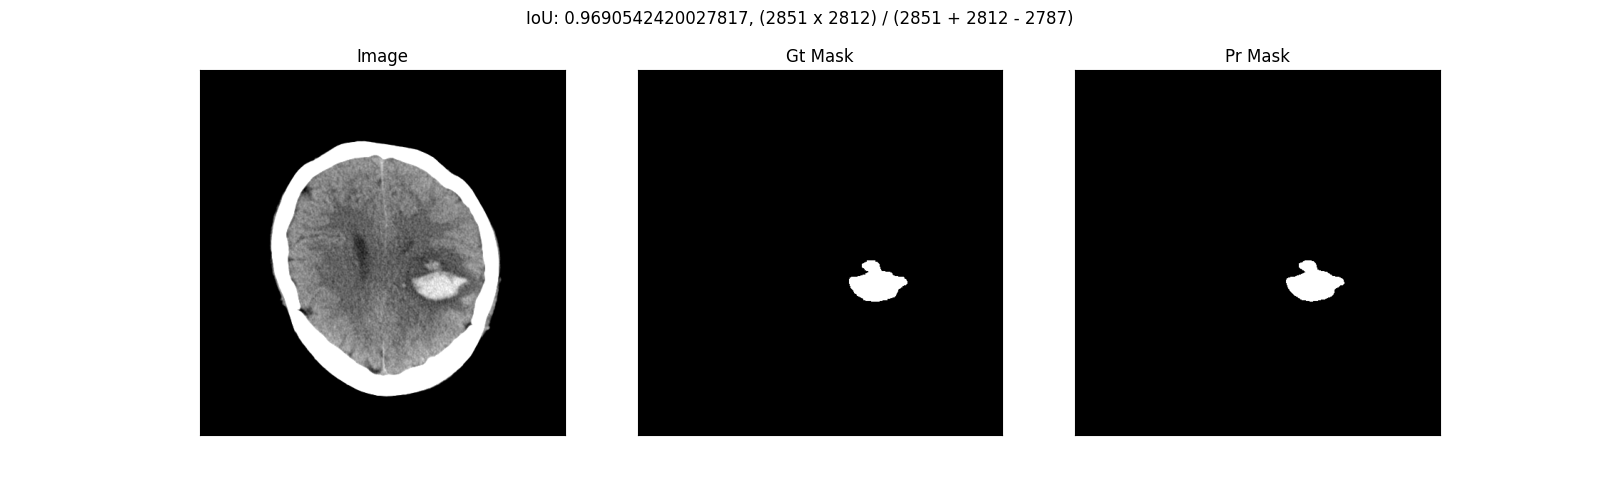 IoU: 0.9690542420027817, (2851 x 2812) / (2851 + 2812 - 2787)
Image
Gt Mask
Pr Mask